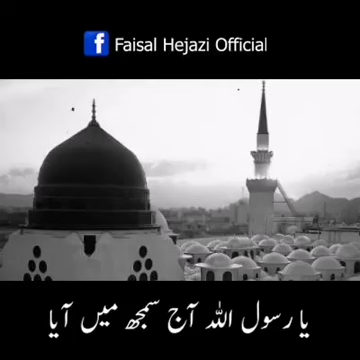 f Faisal Hejazi Official
یا رسول اللہ آج سمجھ میں آیا